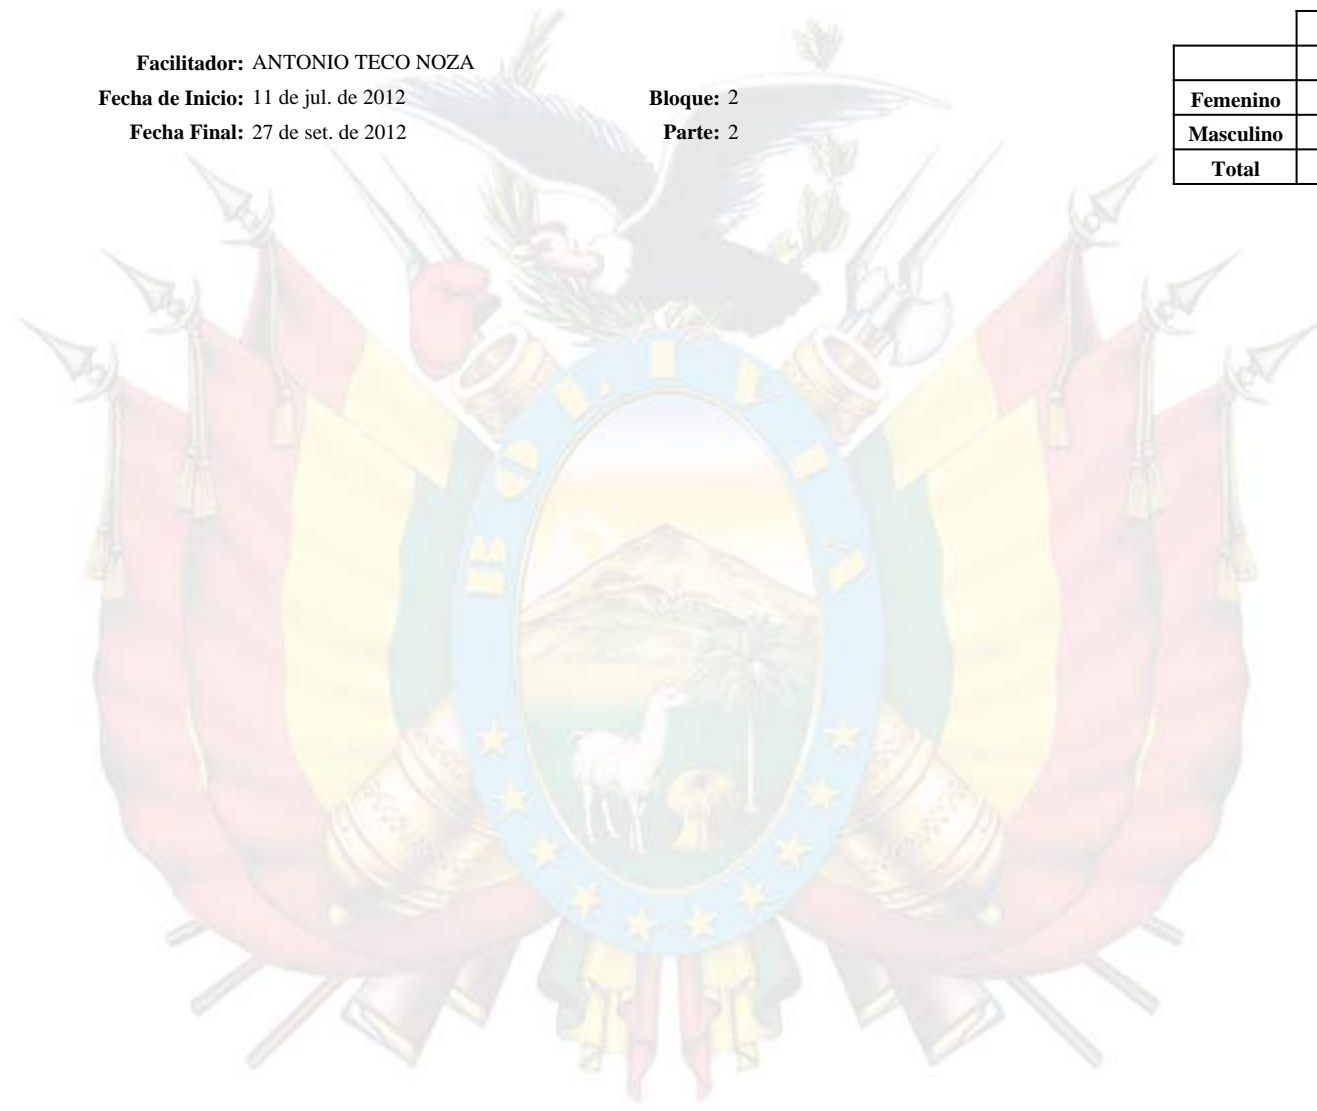 Facilitador: ANTONIO TECO NOZA
Fecha de Inicio: 11 de jul. de 2012 Bloque: 2
Fecha Final: 27 de set. de 2012 Parte: 2
Femenino
Masculino
Total
BOLIVIA